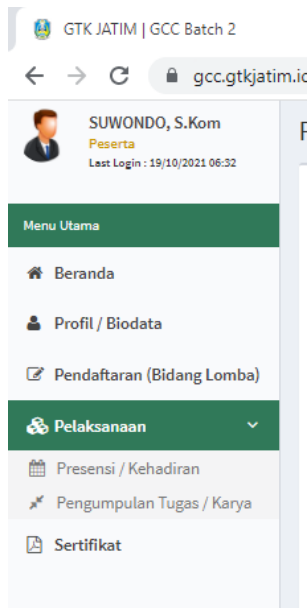 GTK JATIM | GCC Batch 2
gcc.gtkjatim.ic
SUWONDO, S.Kom
Peserta
Last Login : 19/10/2021 06:32
Menu Utama
Beranda
Profil / Biodata
Pendaftaran (Bidang Lomba)
Pelaksanaan
Presensi / Kehadiran
Pengumpulan Tugas / Karya
Sertifikat